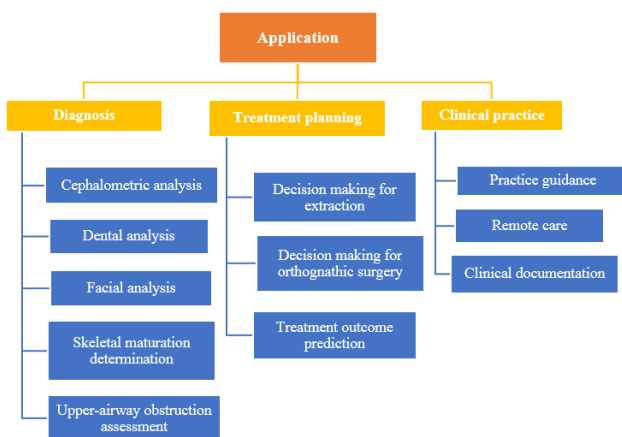 Application
Diagnosis
Cephalometric analysis
Dental analysis
Facial analysis
Skeletal maturation
determination
Upper-airway obstruction
assessment
Treatment planning
Decision making for
extraction
Decision making for
orthognathic surgery
Treatment outcome
prediction
Clinical practice
Practice guidance
Remote care
Clinical documentation